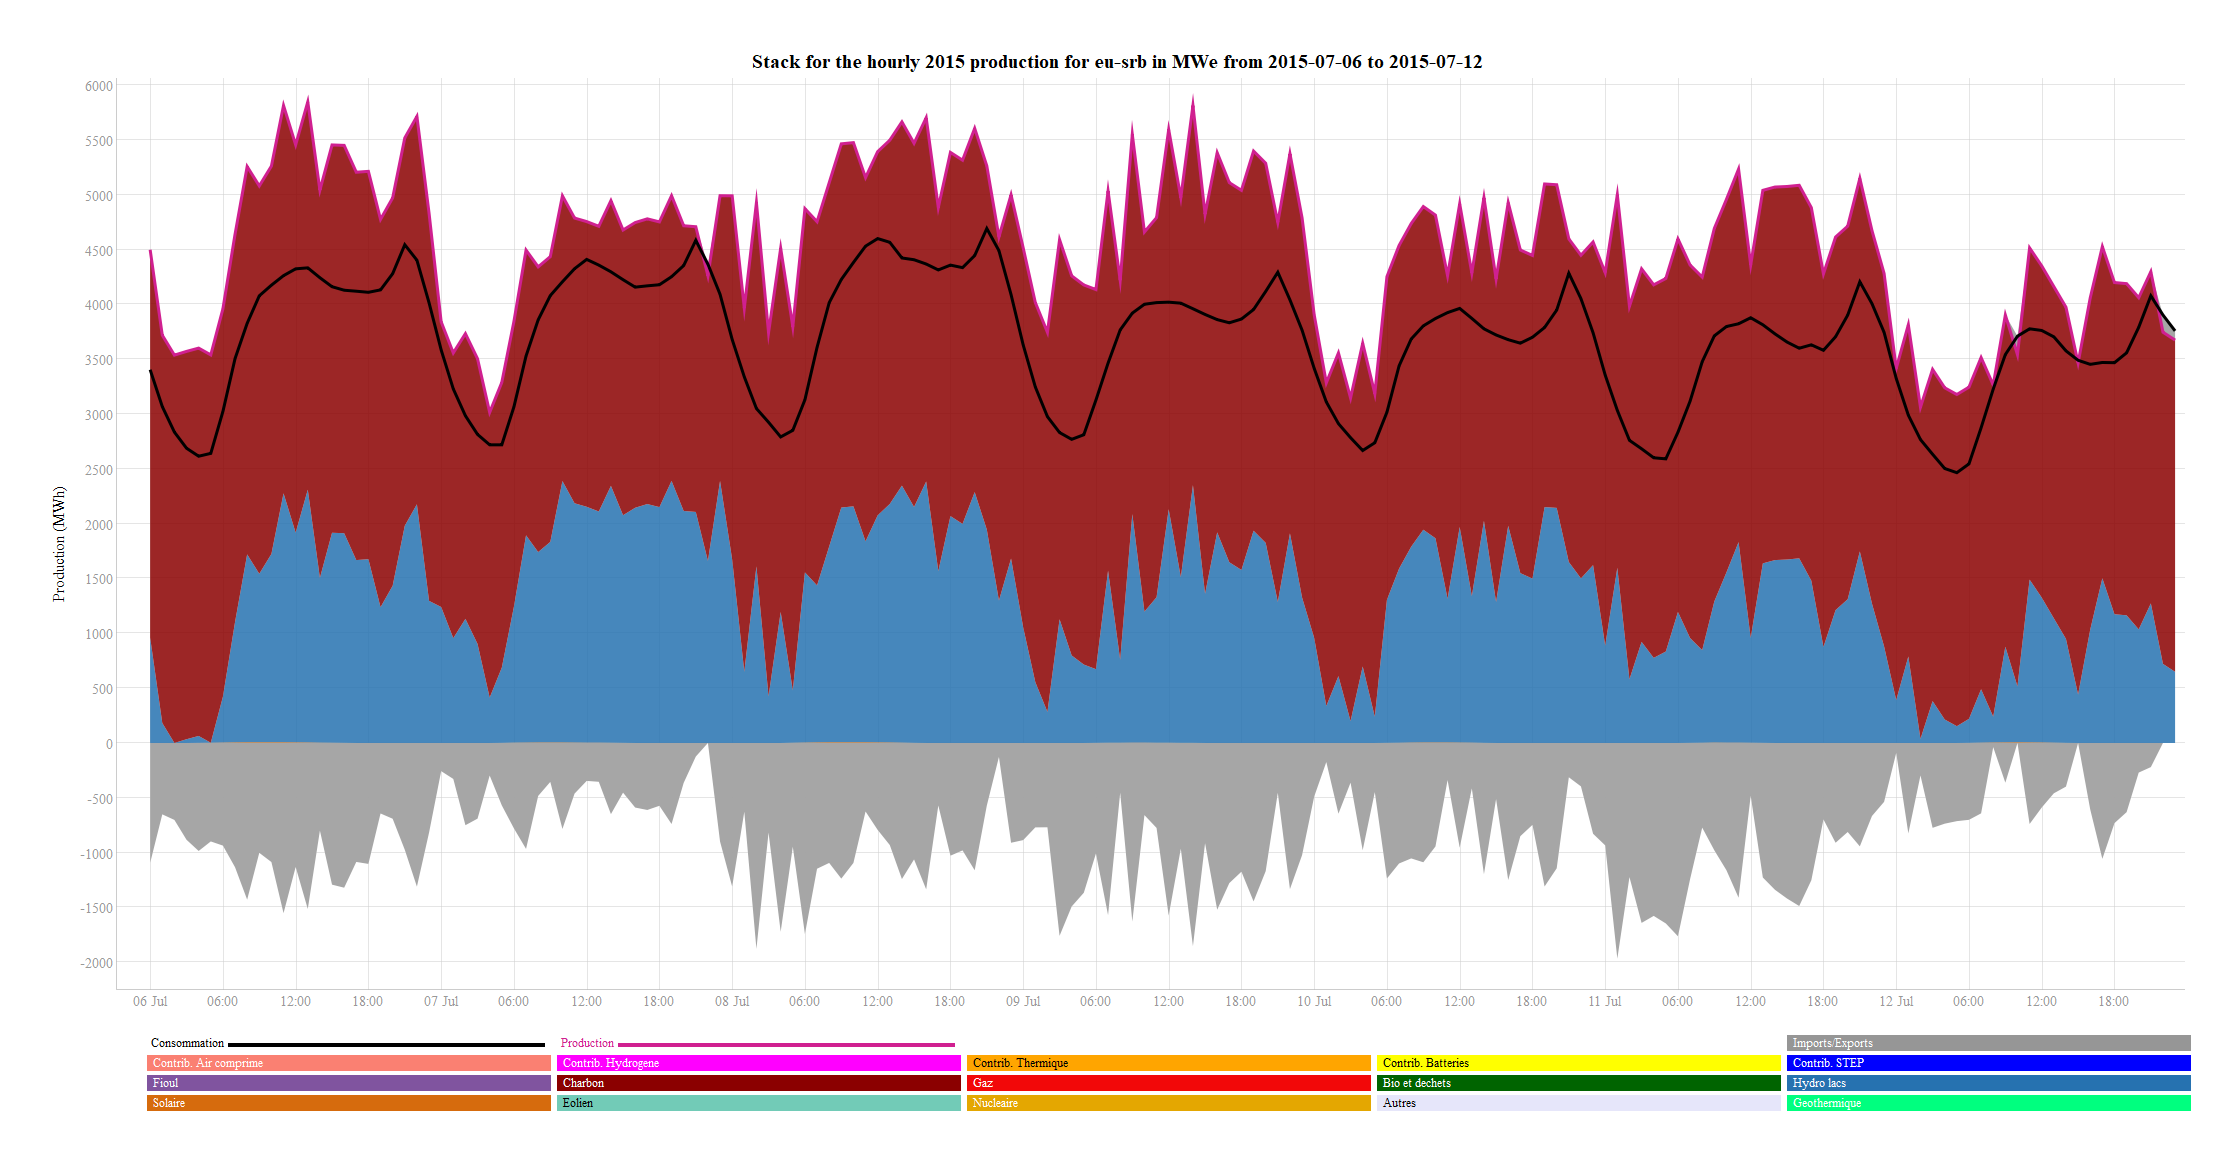 Stack for the hourly 2015 production for eu-srb in MWe from 2015-07-06 to 2015-07-12
6000
5500
5000
4500
4000
3500
3000
2500
2000
1500
1000
500
0
-500
-1000
-1500
-2000
Production (MWh)
06 Jul 06:00 12:00 18:00 07 Jul 06:00 12:00 18:00 08 Jul 06:00 12:00 18:00 09 Jul 06:00 12:00 18:00 10 Jul 06:00 12:00 18:00 11 Jul 06:00 12:00 18:00 12 Jul 06:00 12:00 18:00
Consommation Production Imports/Exports
Contrib. Air comprime Contrib. Hydrogene Contrib. Thermique Contrib. Batteries Contrib. STEP
Fioul Charbon Gaz Bio et dechets Hydro lacs
Solaire Eolien Nucleaire Autres Geothermique